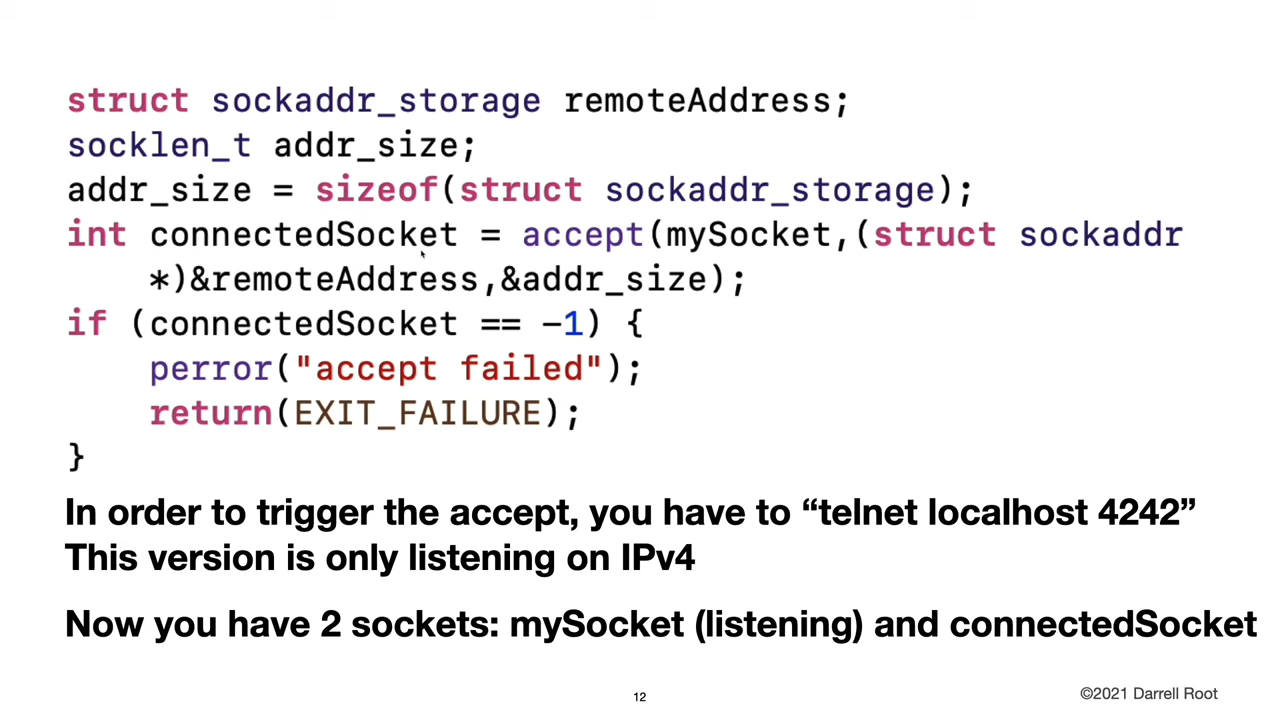 struct sockaddr_storage remoteAddress;
socklen_t addr_size;
addr_size = sizeof(struct sockaddr_storage);
int connectedSocket = accept(mySocket,(struct sockaddr
*)&remoteAddress,&addr_size);
if (connectedSocket == -1) {
perror("accept failed");
return(EXIT_FAILURE);
}
In order to trigger the accept, you have to “telnet localhost 4242”
This version is only listening on IPv4
Now you have 2 sockets: mySocket (listening) and connectedSocket
12
©2021 Darrell Root